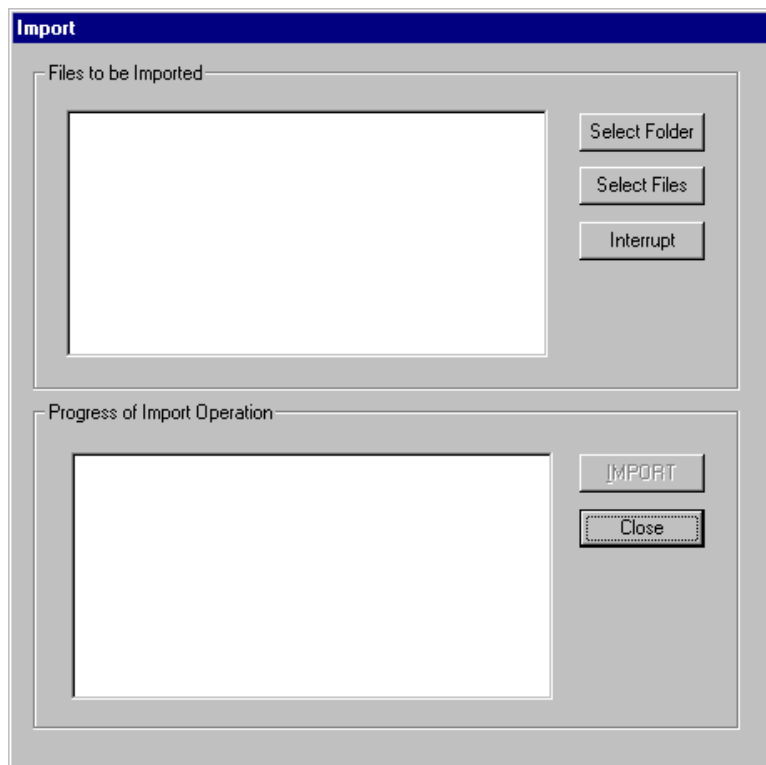 Import
Files to be Imported
Select Folder
Select Files
Interrupt
Progress of Import Operation
IMPORT
Close